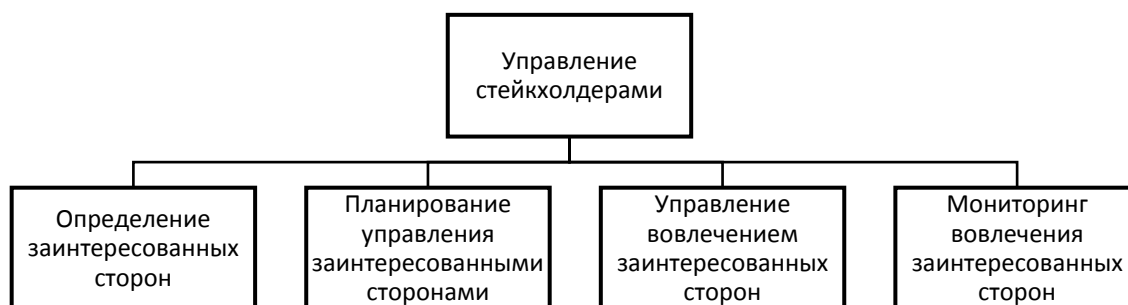 Управление
стейкхолдерами
Определение
заинтересованных
сторон
Планирование
управления
заинтересованными
сторонами
Управление
вовлечением
заинтересованных
сторон
Мониторинг
вовлечения
заинтересованных
сторон